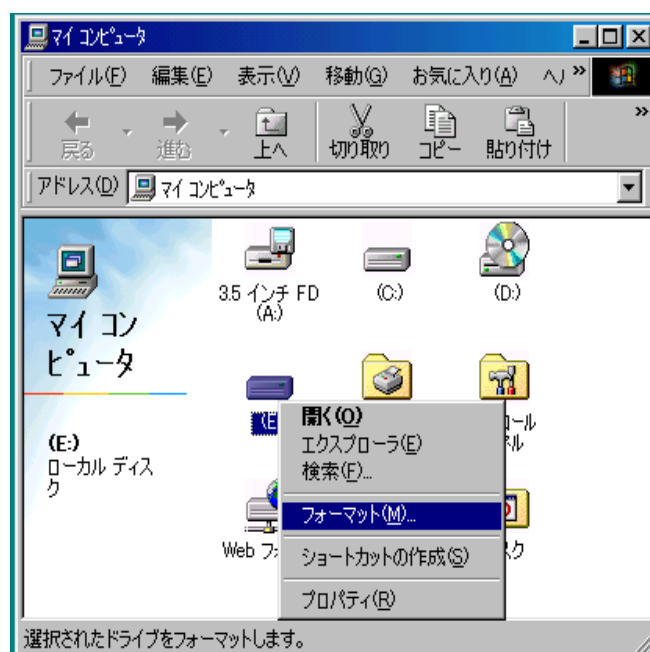 マイ コンピュータ
ファイル(F) 編集(E) 表示(V) 移動(G) お気に入り(A) ヘ »
戻る 進む 上へ 切り取り コピー 貼り付け »
アドレス(D) マイ コンピュータ
マイ コン
ピュータ
(E:)
ローカル ディス
ク
3.5 インチ FD
(A:)
(C:)
(D:)
(E
ール
ル
Web フ
スク
開く(O)
エクスプローラ(E)
検索(F)...
フォーマット(M)...
ショートカットの作成(S)
プロパティ(R)
選択されたドライブをフォーマットします。